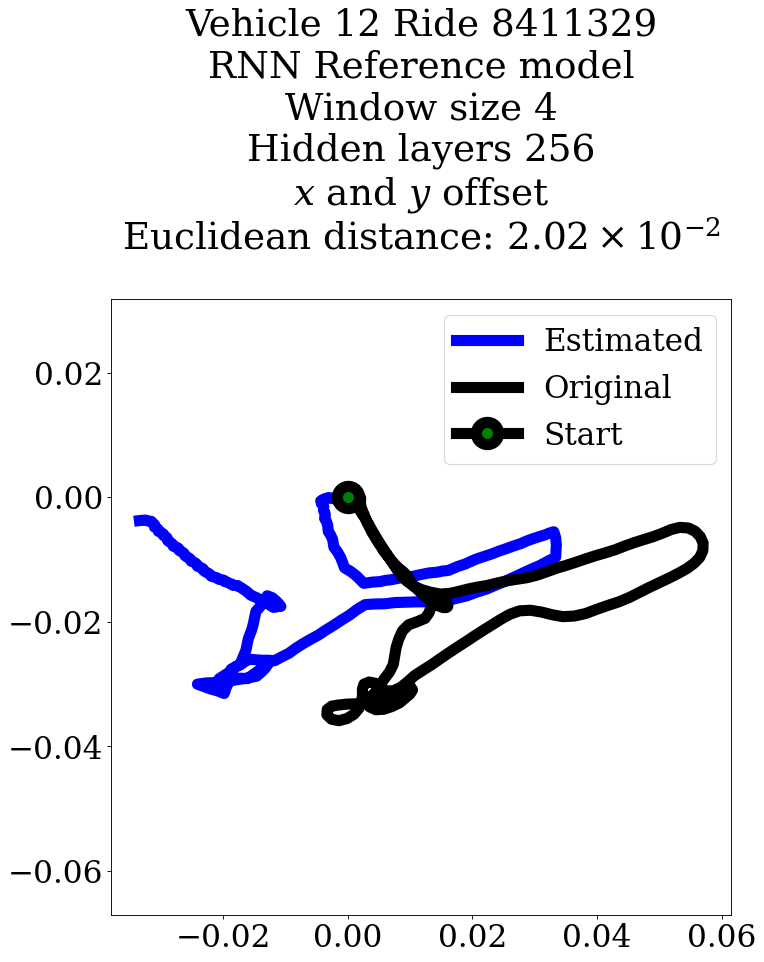 Vehicle 12 Ride 8411329
RNN Reference model
Window size 4
Hidden layers 256
x and y offset
Euclidean distance: 2.02 × 10⁻²
Estimated
Original
Start
0.02
0.00
−0.02
−0.04
−0.06
−0.02 0.00 0.02 0.04 0.06